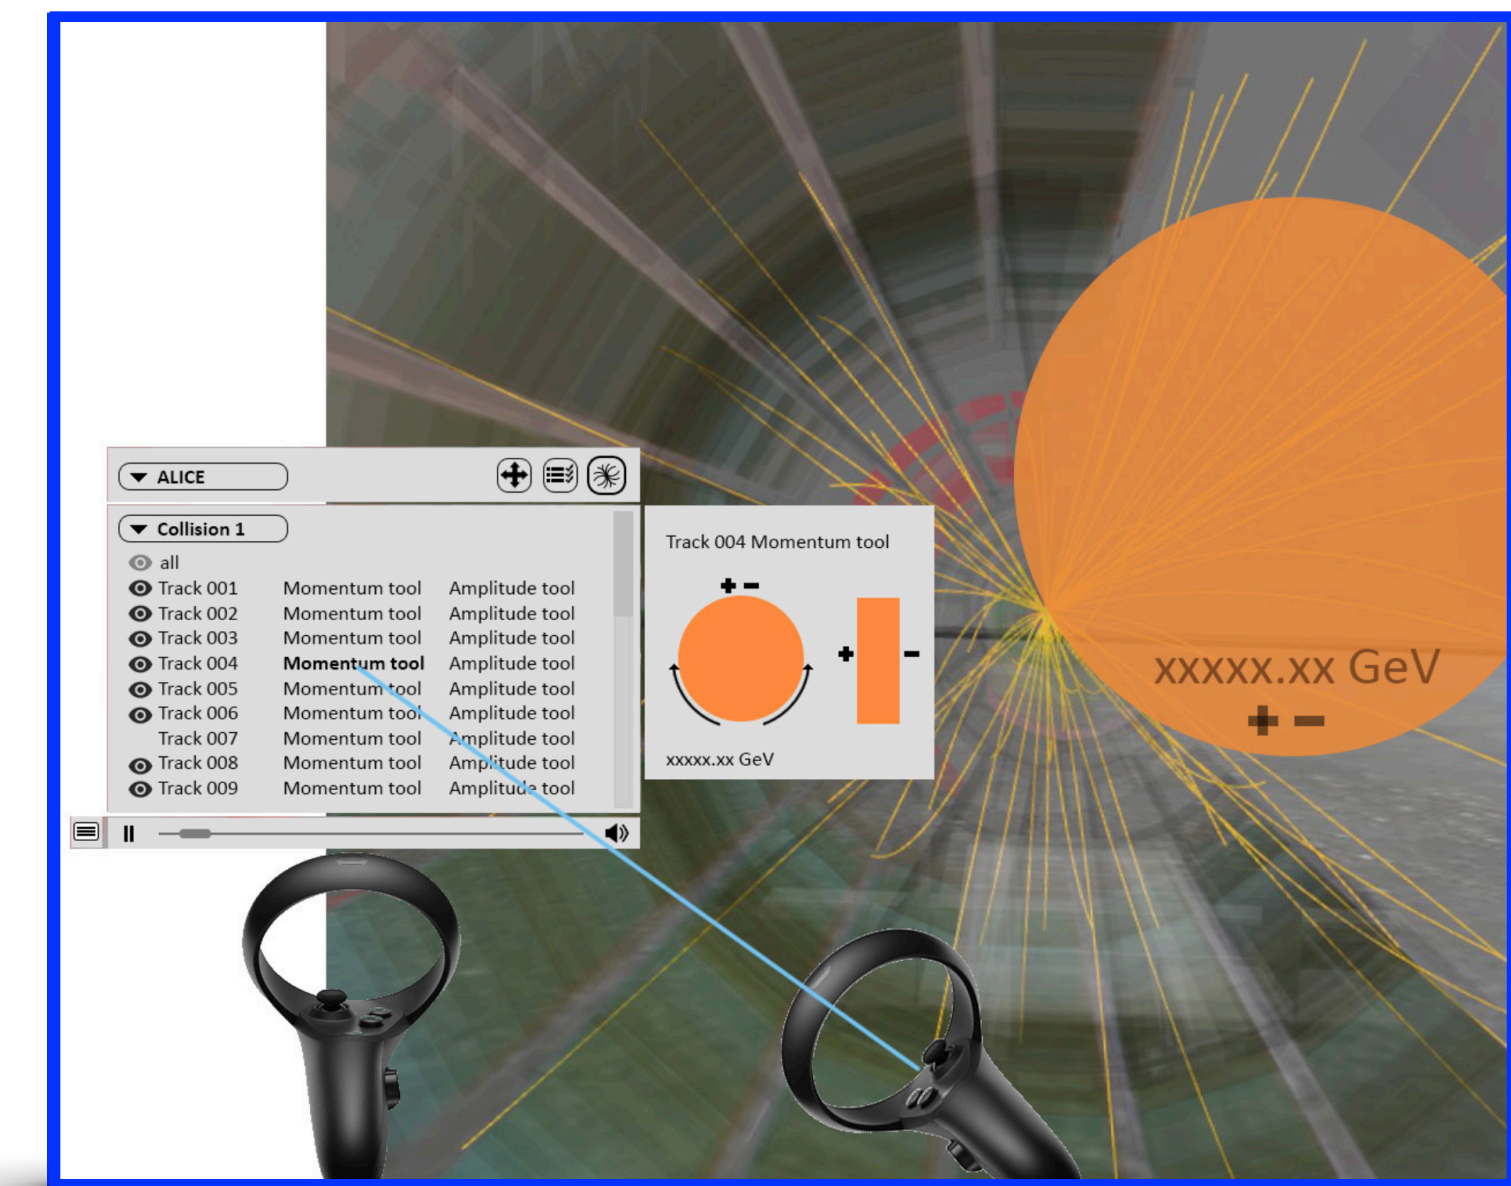 ALICE
Collision 1
all
Track 001 Momentum tool Amplitude tool
Track 002 Momentum tool Amplitude tool
Track 003 Momentum tool Amplitude tool
Track 004 Momentum tool Amplitude tool
Track 005 Momentum tool Amplitude tool
Track 006 Momentum tool Amplitude tool
Track 007 Momentum tool Amplitude tool
Track 008 Momentum tool Amplitude tool
Track 009 Momentum tool Amplitude tool
Track 004 Momentum tool
+ -
+ -
xxxxx.xx GeV
xxxxx.xx GeV
+ -